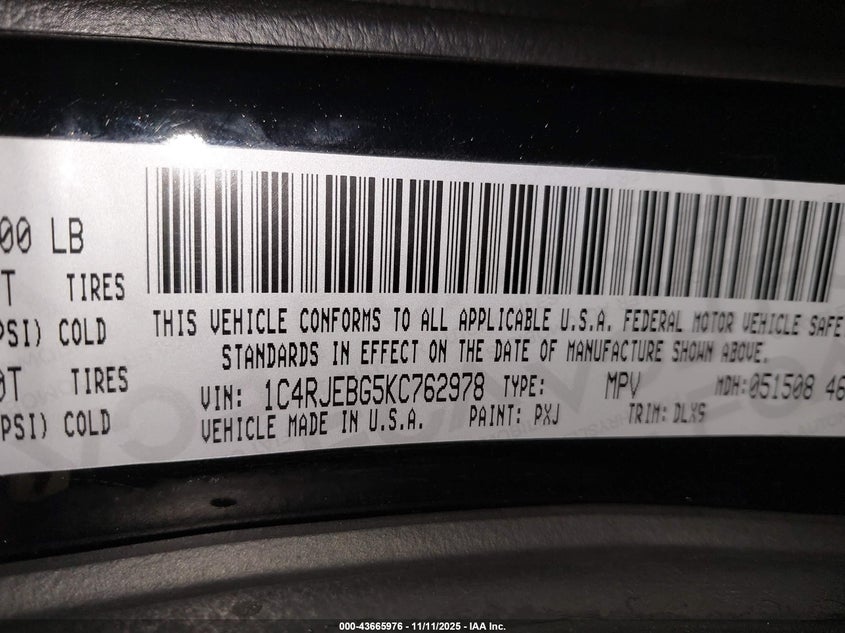 00 LB
T TIRES
PSI) COLD
0T TIRES
PSI) COLD
THIS VEHICLE CONFORMS TO ALL APPLICABLE U.S.A. FEDERAL MOTOR VEHICLE SAFE
STANDARDS IN EFFECT ON THE DATE OF MANUFACTURE SHOWN ABOVE.
VIN: 1C4RJEBG5KC762978 TYPE: MPV MDH: 051508 46
VEHICLE MADE IN U.S.A. PAINT: PXJ TRIM: DLXS
000-43665976 - 11/11/2025 - IAA Inc.